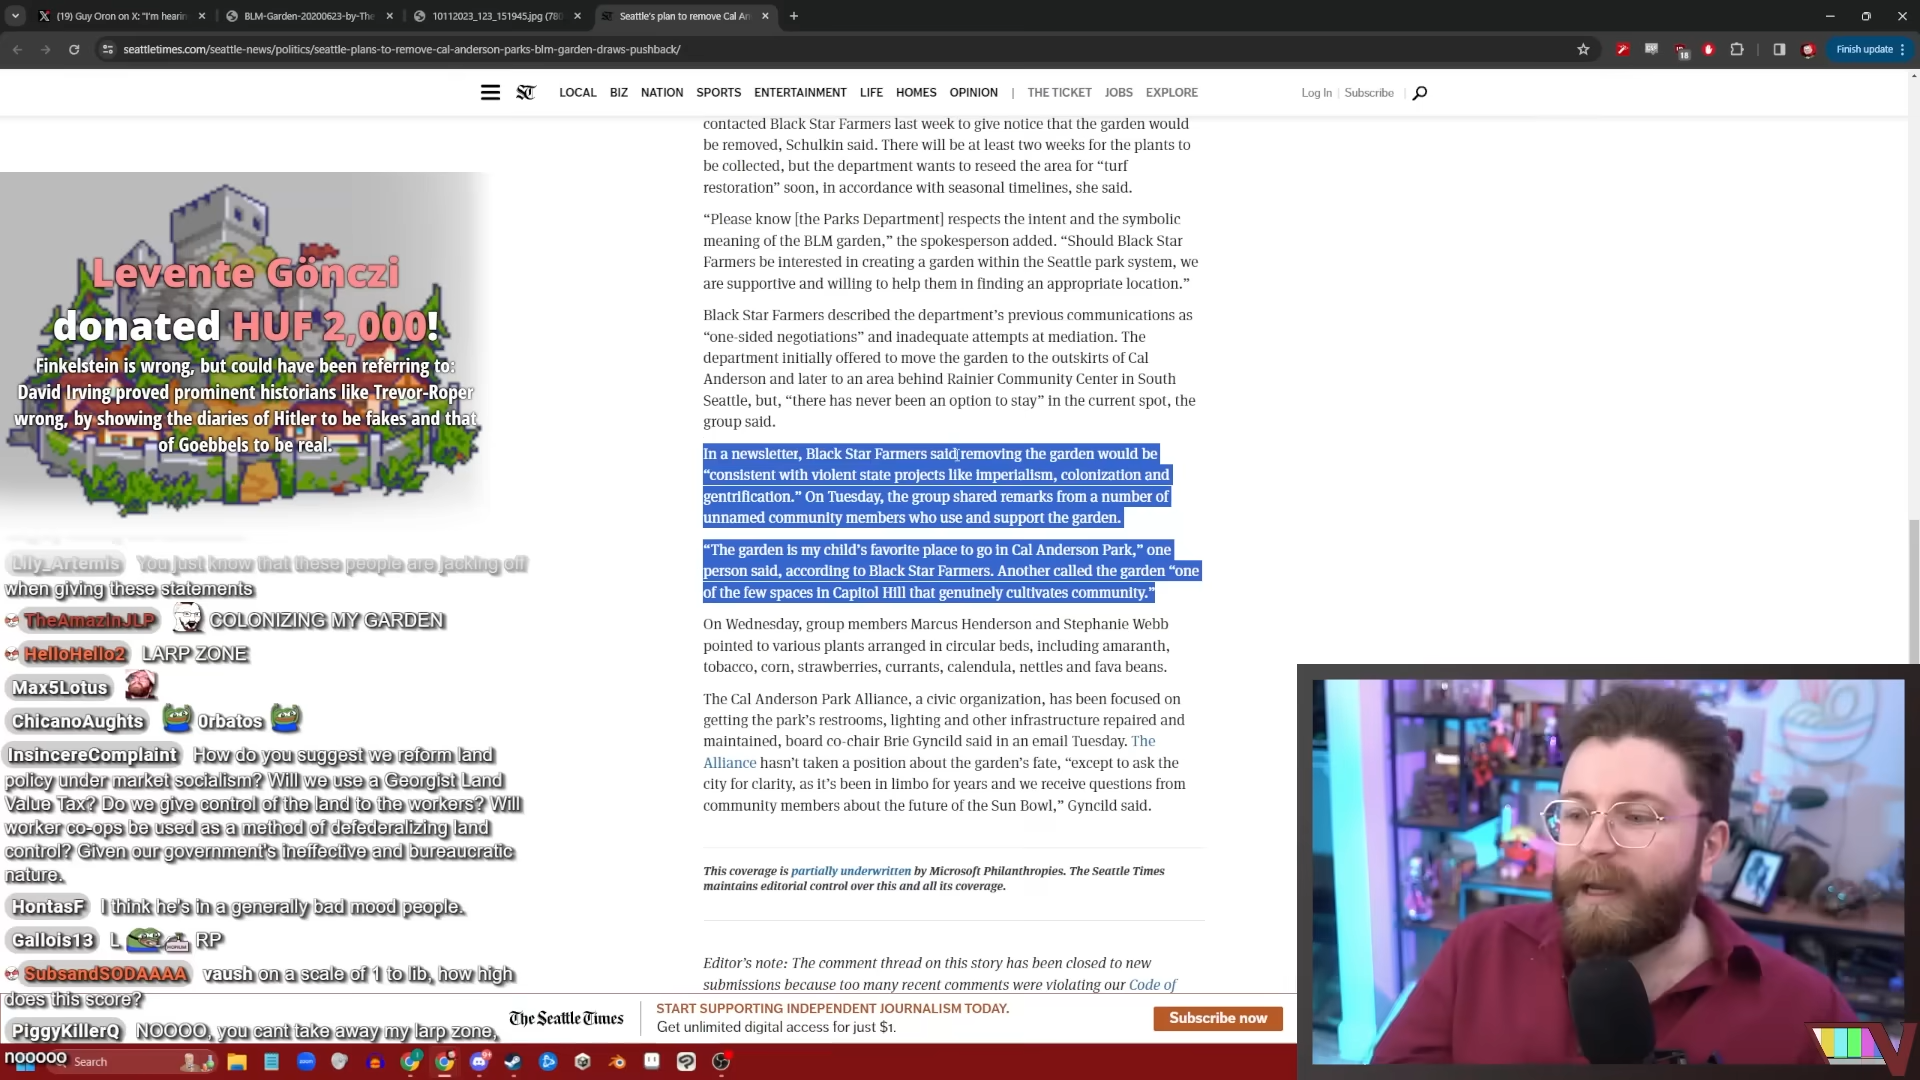 (19) Guy Oron on X: "I'm hearin
BLM-Garden-20200623-by-The
10112023_123_151945.jpg (780
Seattle's plan to remove Cal An
seattletimes.com/seattle-news/politics/seattle-plans-to-remove-cal-anderson-parks-blm-garden-draws-pushback/
18
Finish update
LOCAL BIZ NATION SPORTS ENTERTAINMENT LIFE HOMES OPINION | THE TICKET JOBS EXPLORE
Log In | Subscribe
contacted Black Star Farmers last week to give notice that the garden would
be removed, Schulkin said. There will be at least two weeks for the plants to
be collected, but the department wants to reseed the area for “turf
restoration” soon, in accordance with seasonal timelines, she said.
“Please know [the Parks Department] respects the intent and the symbolic
meaning of the BLM garden,” the spokesperson added. “Should Black Star
Farmers be interested in creating a garden within the Seattle park system, we
are supportive and willing to help them in finding an appropriate location.”
Black Star Farmers described the department’s previous communications as
“one-sided negotiations” and inadequate attempts at mediation. The
department initially offered to move the garden to the outskirts of Cal
Anderson and later to an area behind Rainier Community Center in South
Seattle, but, “there has never been an option to stay” in the current spot, the
group said.
In a newsletter, Black Star Farmers said removing the garden would be
“consistent with violent state projects like imperialism, colonization and
gentrification.” On Tuesday, the group shared remarks from a number of
unnamed community members who use and support the garden.
“The garden is my child’s favorite place to go in Cal Anderson Park,” one
person said, according to Black Star Farmers. Another called the garden “one
of the few spaces in Capitol Hill that genuinely cultivates community.”
On Wednesday, group members Marcus Henderson and Stephanie Webb
pointed to various plants arranged in circular beds, including amaranth,
tobacco, corn, strawberries, currants, calendula, nettles and fava beans.
The Cal Anderson Park Alliance, a civic organization, has been focused on
getting the park’s restrooms, lighting and other infrastructure repaired and
maintained, board co-chair Brie Gyncild said in an email Tuesday. The
Alliance hasn’t taken a position about the garden’s fate, “except to ask the
city for clarity, as it’s been in limbo for years and we receive questions from
community members about the future of the Sun Bowl,” Gyncild said.
This coverage is partially underwritten by Microsoft Philanthropies. The Seattle Times
maintains editorial control over this and all its coverage.
Editor’s note: The comment thread on this story has been closed to new
submissions because too many recent comments were violating our Code of
The Seattle Times
START SUPPORTING INDEPENDENT JOURNALISM TODAY.
Get unlimited digital access for just $1.
Subscribe now
Levente Gönczi
donated HUF 2,000!
Finkelstein is wrong, but could have been referring to:
David Irving proved prominent historians like Trevor-Roper
wrong, by showing the diaries of Hitler to be fakes and that
of Goebbels to be real.
Lily_Artemis You just know that these people are jacking off
when giving these statements
TheAmazInJLP COLONIZING MY GARDEN
HelloHello2 LARP ZONE
Max5Lotus
ChicanoAughts 0rbatos
InsincereComplaint How do you suggest we reform land
policy under market socialism? Will we use a Georgist Land
Value Tax? Do we give control of the land to the workers? Will
worker co-ops be used as a method of defederalizing land
control? Given our government's ineffective and bureaucratic
nature.
HontasF I think he's in a generally bad mood people.
Gallois13 L RP
SubsandSODAAAA vaush on a scale of 1 to lib, how high
does this score?
PiggyKillerQ NOOOO, you cant take away my larp zone,
nooooo
Search